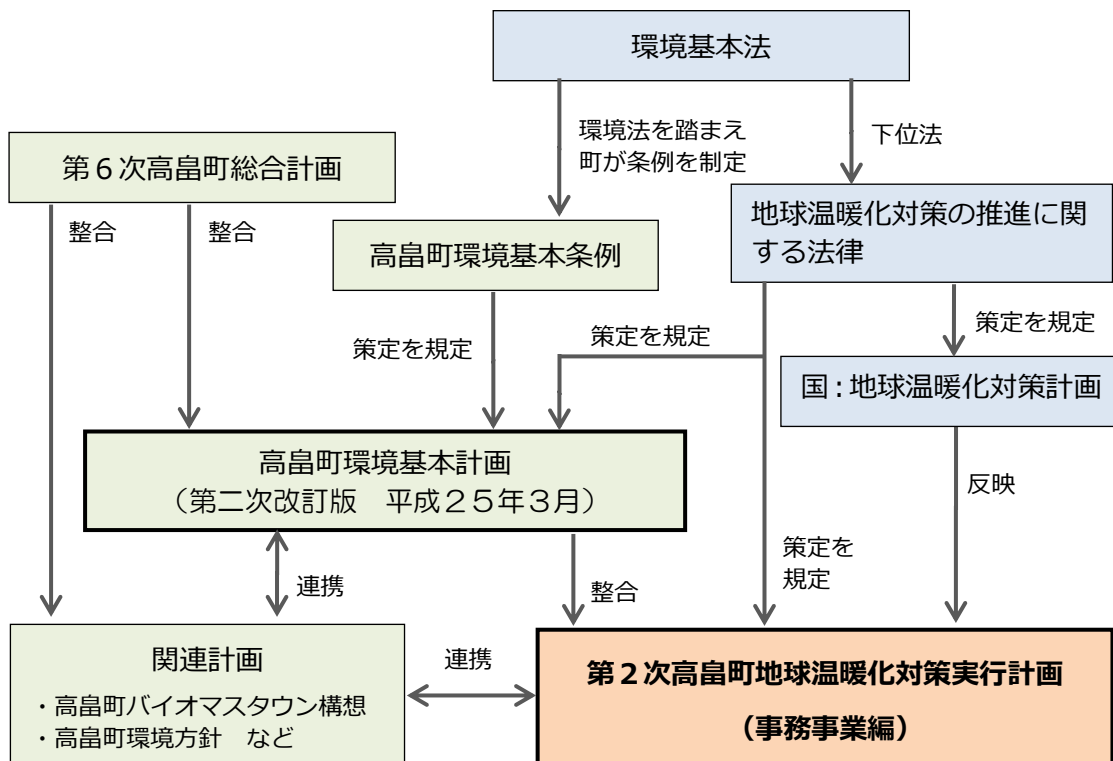 環境基本法
環境法を踏まえ
町が条例を制定
下位法
第６次高畠町総合計画
整合
整合
高畠町環境基本条例
地球温暖化対策の推進に関
する法律
策定を規定
策定を規定
策定を規定
国：地球温暖化対策計画
高畠町環境基本計画
（第二次改訂版　平成２５年３月）
反映
策定を
規定
連携
整合
関連計画
・高畠町バイオマスタウン構想
・高畠町環境方針　など
連携
第２次高畠町地球温暖化対策実行計画
（事務事業編）